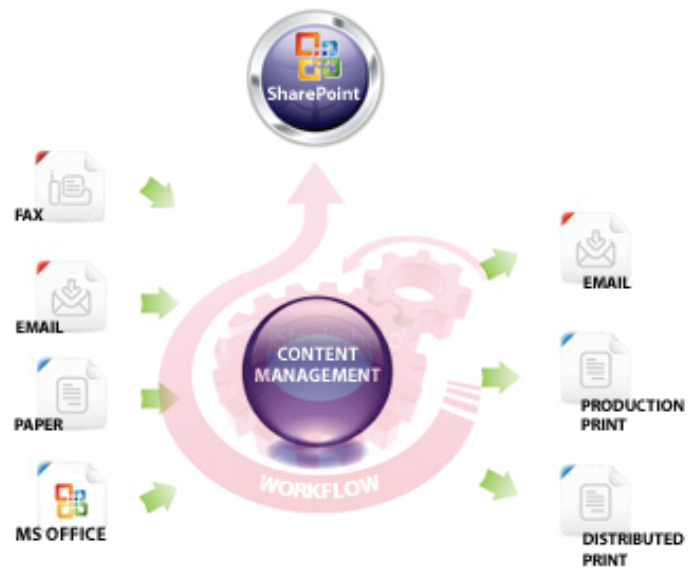 SharePoint
FAX
EMAIL
PAPER
MS OFFICE
CONTENT
MANAGEMENT
WORKFLOW
EMAIL
PRODUCTION
PRINT
DISTRIBUTED
PRINT